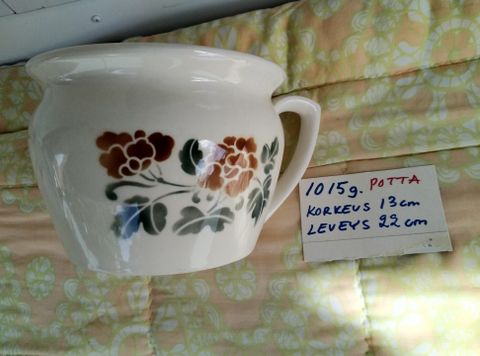 1015g. POTTA
KORKEUS 13cm
LEVEYS 22cm